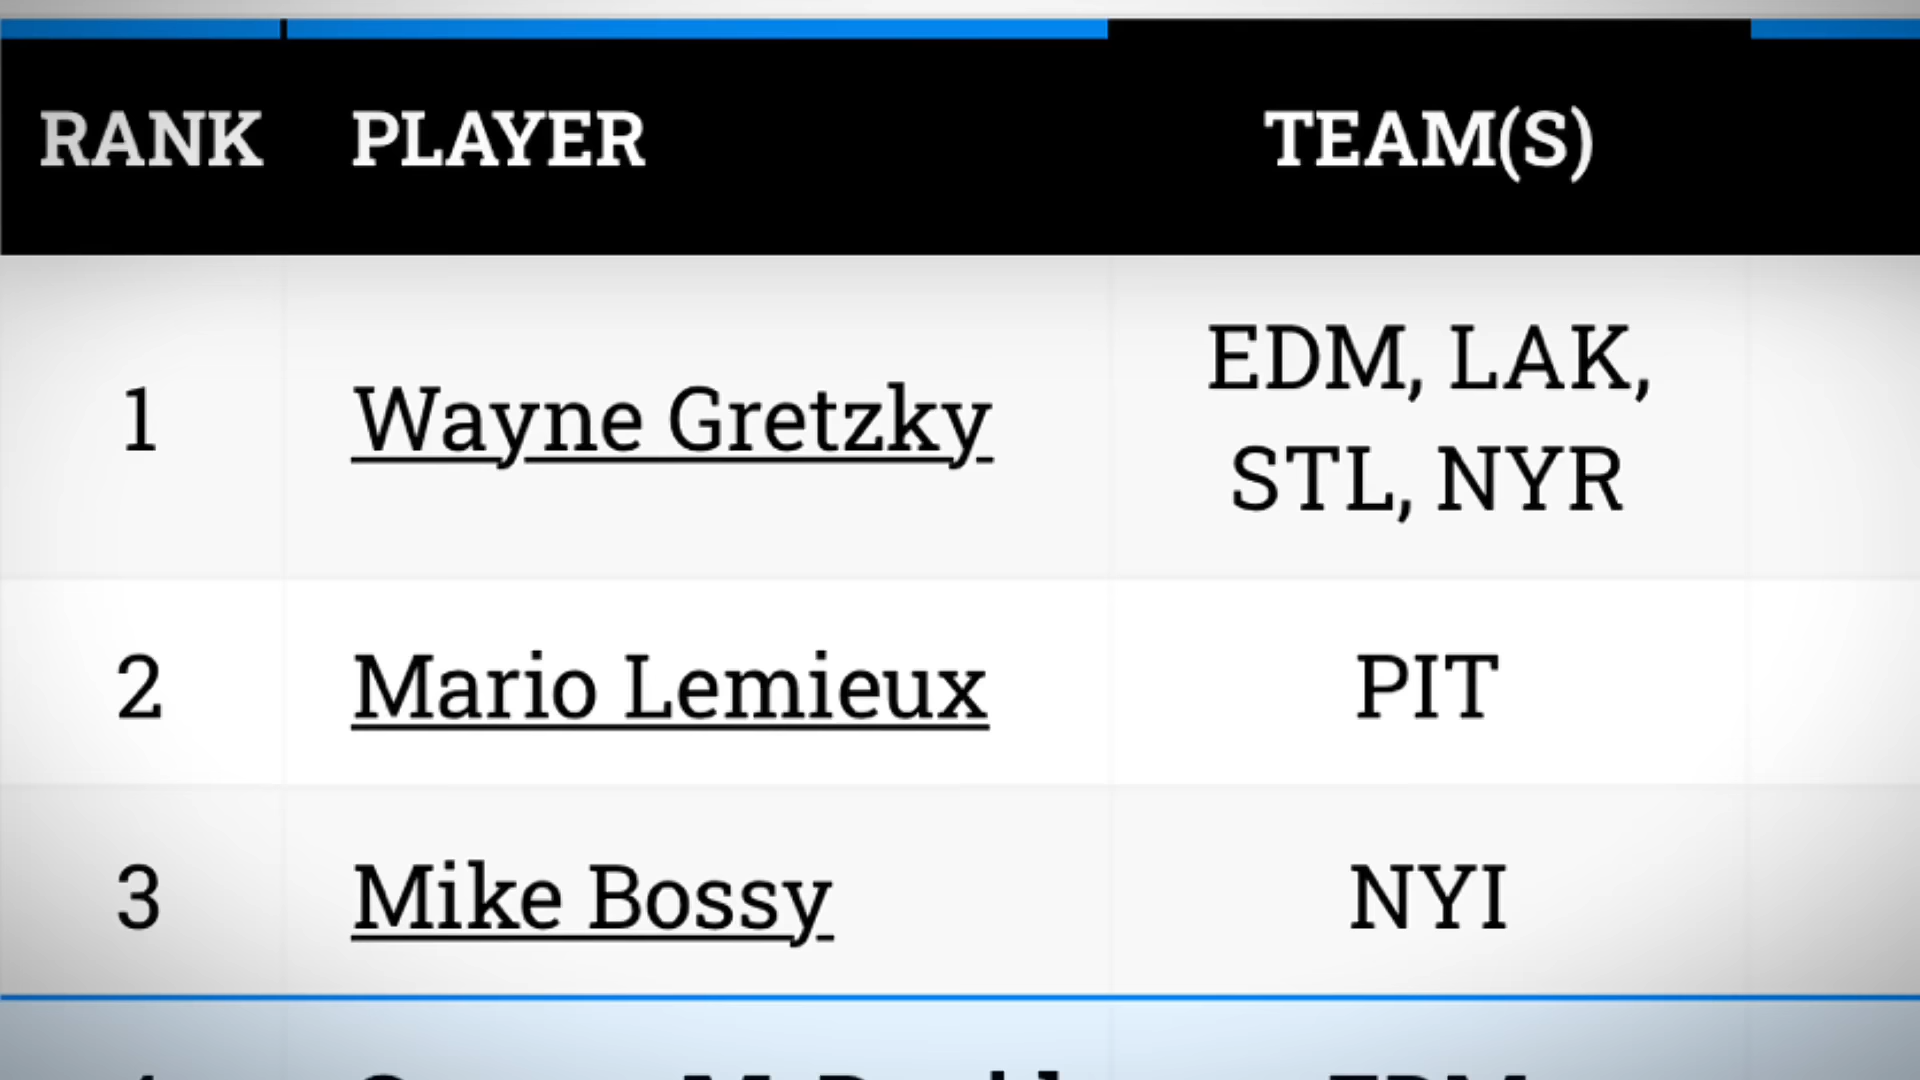 RANK PLAYER TEAM(S)
1 Wayne Gretzky EDM, LAK,
STL, NYR
2 Mario Lemieux PIT
3 Mike Bossy NYI